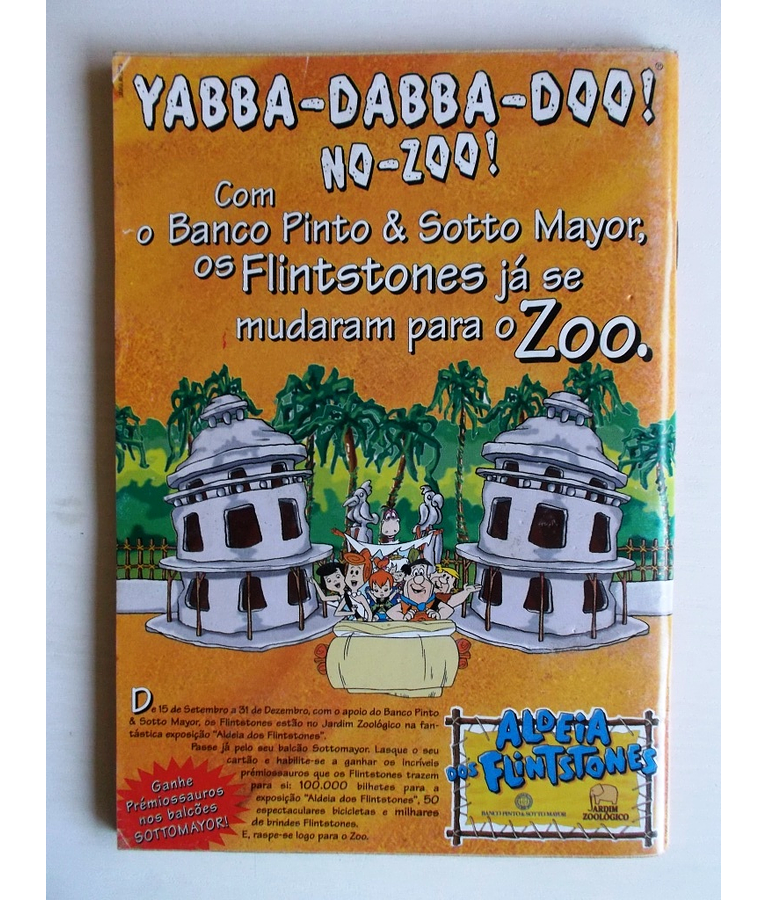 YABBA-DABBA-DOO!®
NO-ZOO!
Com
o Banco Pinto & Sotto Mayor,
os Flintstones já se
mudaram para o Zoo.
De 15 de Setembro a 31 de Dezembro, com o apoio do Banco Pinto
& Sotto Mayor, os Flintstones estão no Jardim Zoológico na fan-
tástica exposição "Aldeia dos Flintstones".
Passe já pelo seu balcão Sottomayor. Lasque o seu
cartão e habilite-se a ganhar os incríveis
prémiossauros que os Flintstones trazem
para si: 100.000 bilhetes para a
exposição "Aldeia dos Flintstones", 50
espectaculares bicicletas e milhares
de brindes Flintstones.
E, raspe-se logo para o Zoo.
Ganhe
Prémiossauros
nos balcões
SOTTOMAYOR!
ALDEIA
DOS FLINTSTONES
BANCO PINTO & SOTTO MAYOR
JARDIM
ZOOLÓGICO